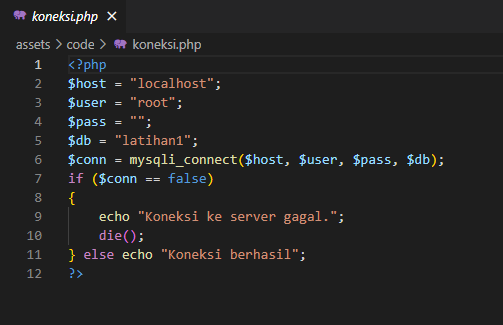 koneksi.php ×
assets > code > koneksi.php
1 <?php
2 $host = "localhost";
3 $user = "root";
4 $pass = "";
5 $db = "latihan1";
6 $conn = mysqli_connect($host, $user, $pass, $db);
7 if ($conn == false)
8 {
9     echo "Koneksi ke server gagal.";
10     die();
11 } else echo "Koneksi berhasil";
12 ?>